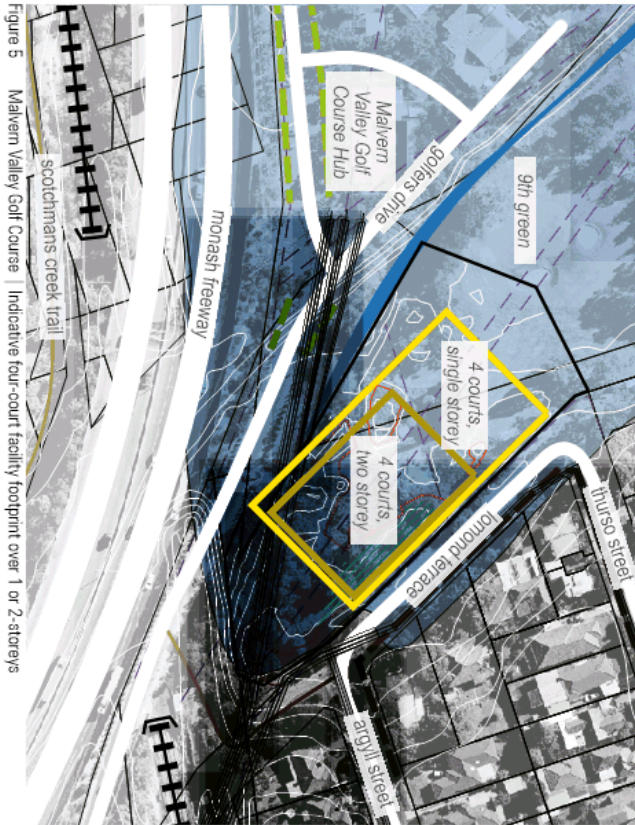 Malvern
Valley Golf
Course Hub
golfers drive
9th green
4 courts,
single storey
4 courts,
two storey
thurso street
lomond terrace
argyll street
monash freeway
scotchmans creek trail
Figure 5 Malvern Valley Golf Course | Indicative four-court facility footprint over 1 or 2-storeys